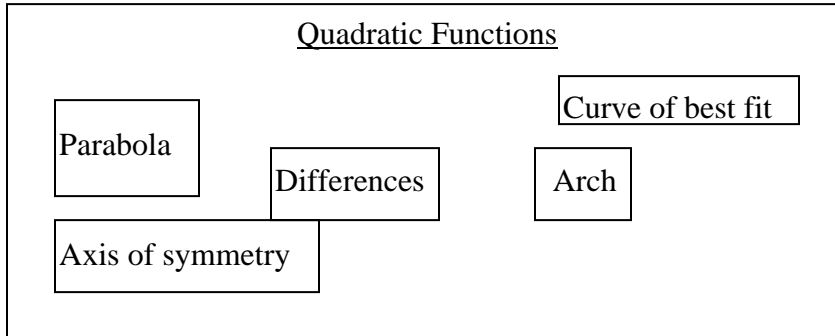 Quadratic Functions
Curve of best fit
Parabola
Differences
Arch
Axis of symmetry